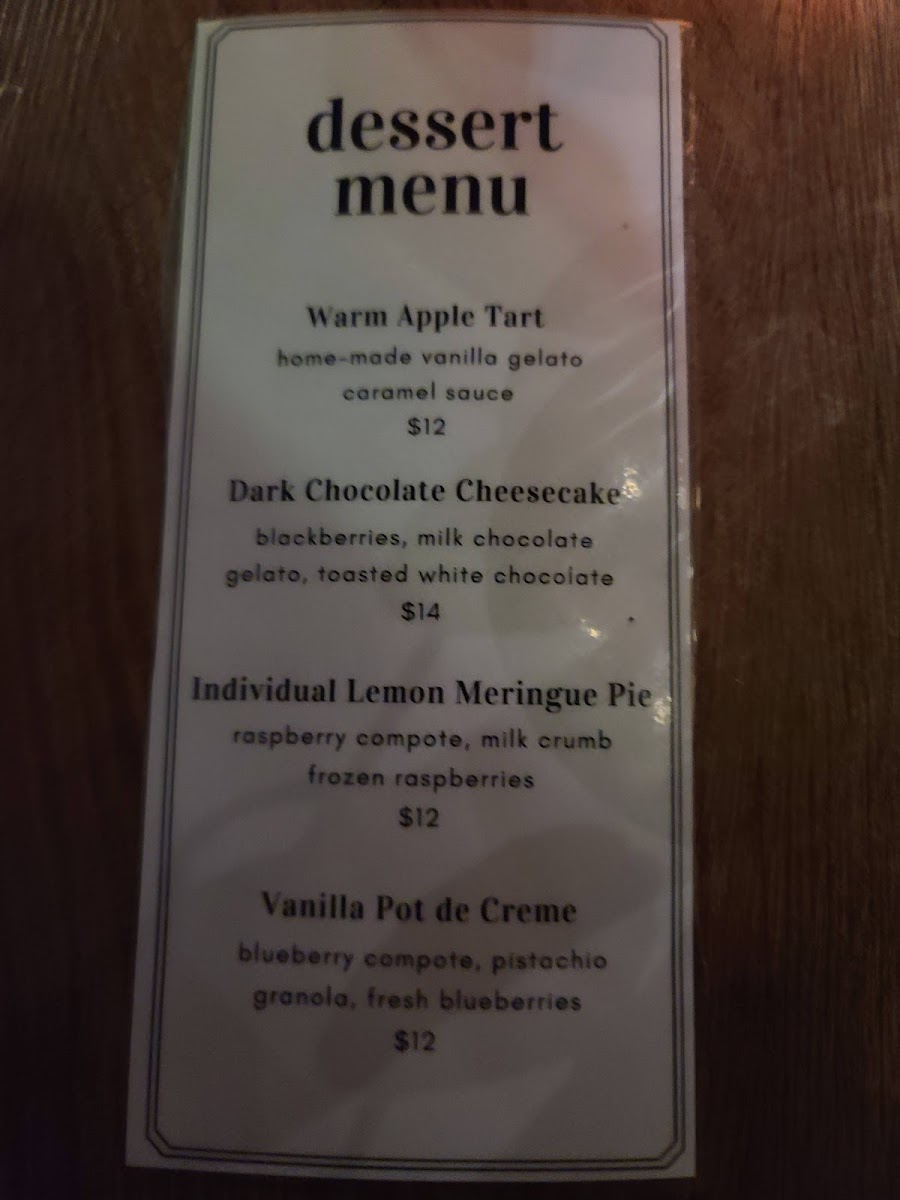 dessert
menu
Warm Apple Tart
home-made vanilla gelato
caramel sauce
$12
Dark Chocolate Cheesecake
blackberries, milk chocolate
gelato, toasted white chocolate
$14
Individual Lemon Meringue Pie
raspberry compote, milk crumb
frozen raspberries
$12
Vanilla Pot de Creme
blueberry compote, pistachio
granola, fresh blueberries
$12